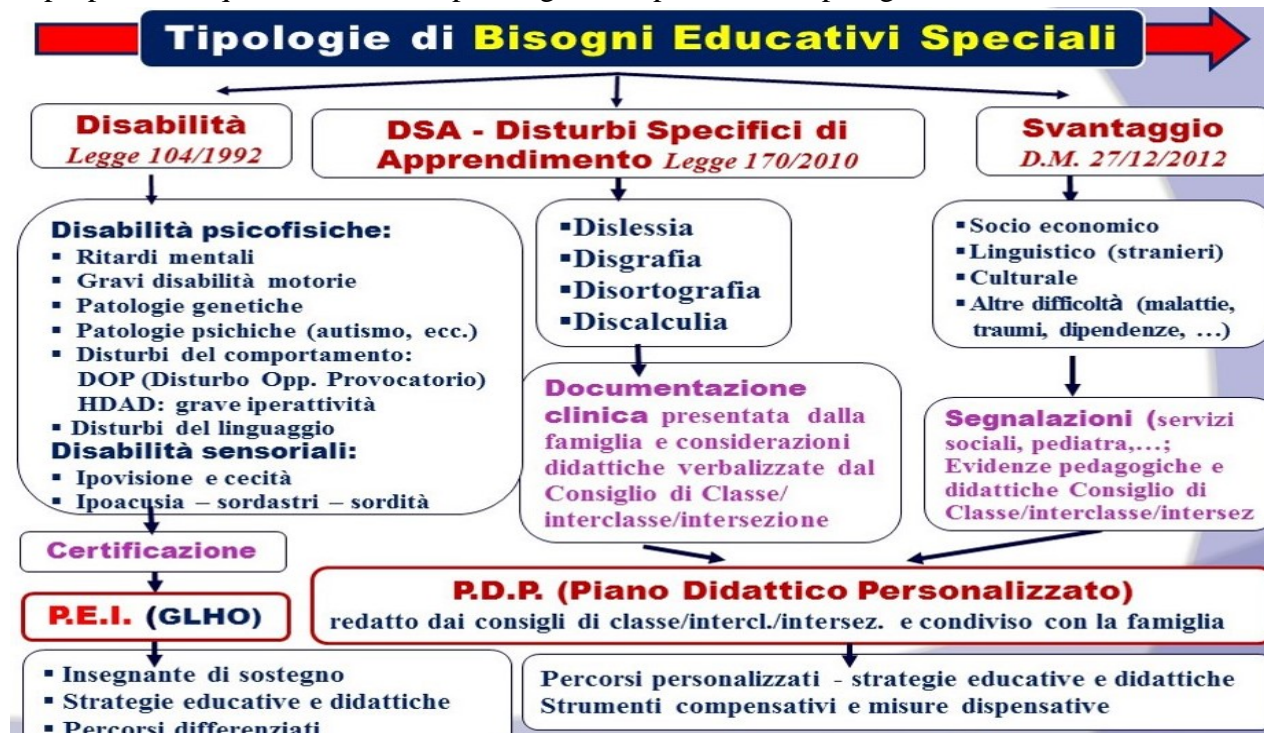 Tipologie di Bisogni Educativi Speciali
Disabilità
Legge 104/1992
DSA - Disturbi Specifici di
Apprendimento Legge 170/2010
Svantaggio
D.M. 27/12/2012
Disabilità psicofisiche:
▪ Ritardi mentali
▪ Gravi disabilità motorie
▪ Patologie genetiche
▪ Patologie psichiche (autismo, ecc.)
▪ Disturbi del comportamento:
DOP (Disturbo Opp. Provocatorio)
HDAD: grave iperattività
▪ Disturbi del linguaggio
Disabilità sensoriali:
▪ Ipovisione e cecità
▪ Ipoacusia – sordastri – sordità
▪Dislessia
▪Disgrafia
▪Disortografia
▪Discalculia
▪ Socio economico
▪ Linguistico (stranieri)
▪ Culturale
▪ Altre difficoltà (malattie,
traumi, dipendenze, …)
Certificazione
Documentazione
clinica presentata dalla
famiglia e considerazioni
didattiche verbalizzate dal
Consiglio di Classe/
interclasse/intersezione
Segnalazioni (servizi
sociali, pediatra,…;
Evidenze pedagogiche e
didattiche Consiglio di
Classe/interclasse/intersez
P.E.I. (GLHO)
P.D.P. (Piano Didattico Personalizzato)
redatto dai consigli di classe/intercl./intersez. e condiviso con la famiglia
▪ Insegnante di sostegno
▪ Strategie educative e didattiche
▪ Percorsi differenziati
Percorsi personalizzati - strategie educative e didattiche
Strumenti compensativi e misure dispensative